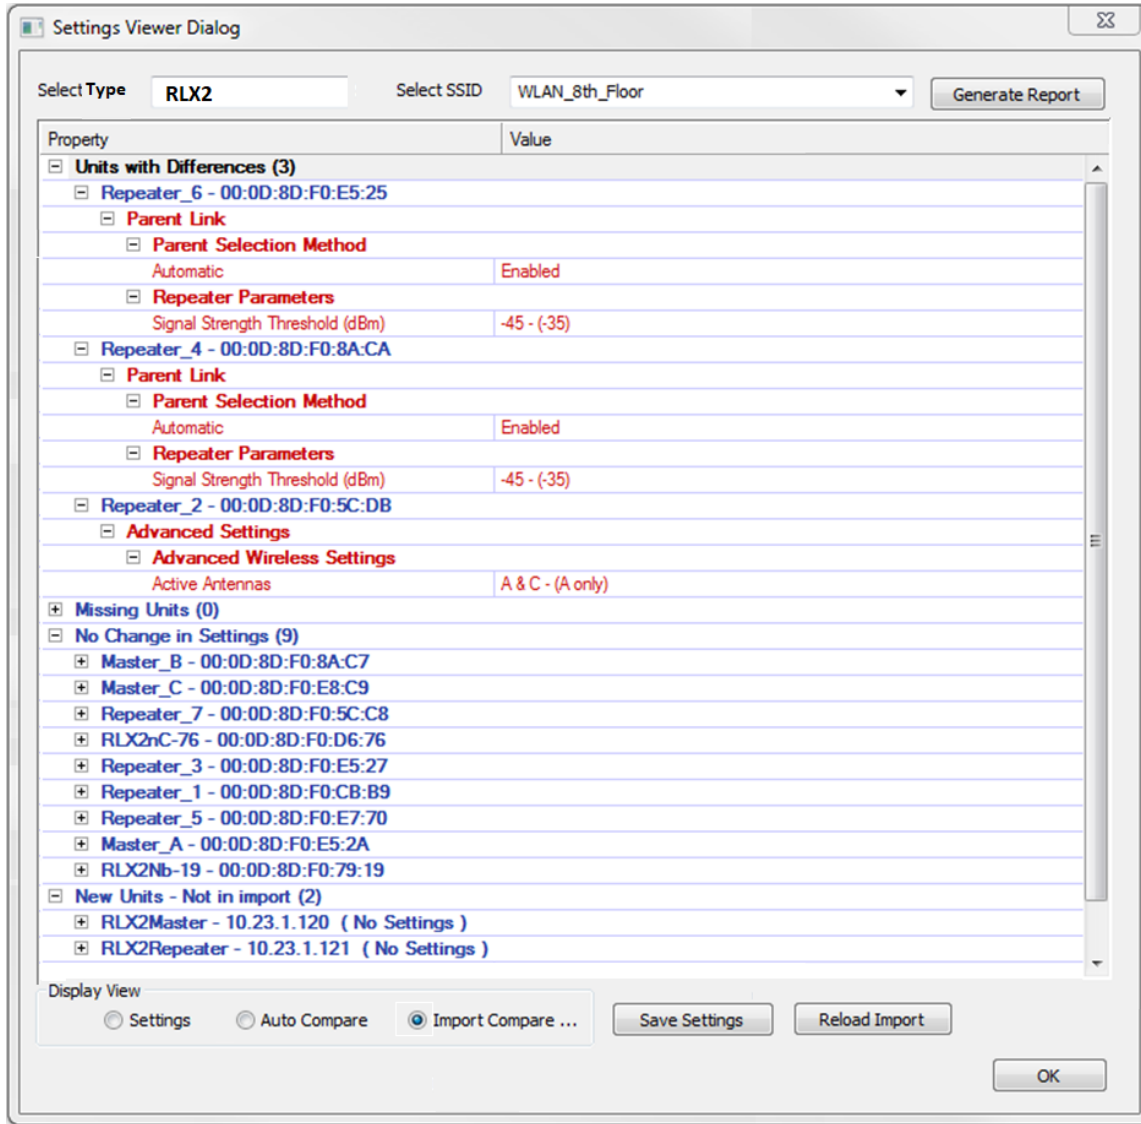 Settings Viewer Dialog
Select Type RLX2 Select SSID WLAN_8th_Floor Generate Report
Property Value
Units with Differences (3)
Repeater_6 - 00:0D:8D:F0:E5:25
Parent Link
Parent Selection Method
Automatic Enabled
Repeater Parameters
Signal Strength Threshold (dBm) -45 - (-35)
Repeater_4 - 00:0D:8D:F0:8A:CA
Parent Link
Parent Selection Method
Automatic Enabled
Repeater Parameters
Signal Strength Threshold (dBm) -45 - (-35)
Repeater_2 - 00:0D:8D:F0:5C:DB
Advanced Settings
Advanced Wireless Settings
Active Antennas A & C - (A only)
Missing Units (0)
No Change in Settings (9)
Master_B - 00:0D:8D:F0:8A:C7
Master_C - 00:0D:8D:F0:E8:C9
Repeater_7 - 00:0D:8D:F0:5C:C8
RLX2nC-76 - 00:0D:8D:F0:D6:76
Repeater_3 - 00:0D:8D:F0:E5:27
Repeater_1 - 00:0D:8D:F0:CB:B9
Repeater_5 - 00:0D:8D:F0:E7:70
Master_A - 00:0D:8D:F0:E5:2A
RLX2Nb-19 - 00:0D:8D:F0:79:19
New Units - Not in import (2)
RLX2Master - 10.23.1.120 ( No Settings )
RLX2Repeater - 10.23.1.121 ( No Settings )
Display View
Settings Auto Compare Import Compare ... Save Settings Reload Import
OK